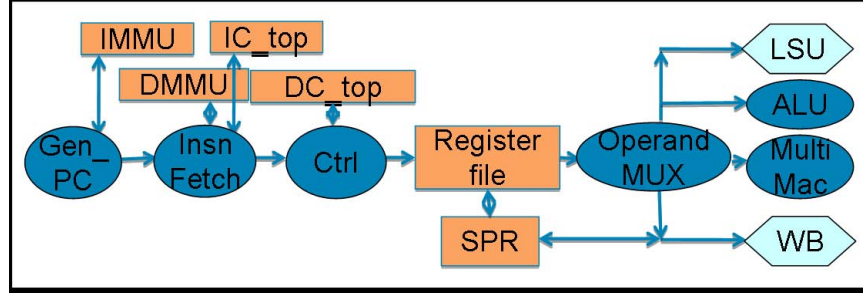 IMMU
IC_top
LSU
DMMU
DC_top
ALU
Gen_
PC
Insn
Fetch
Ctrl
Register
file
Operand
MUX
Multi
Mac
SPR
WB